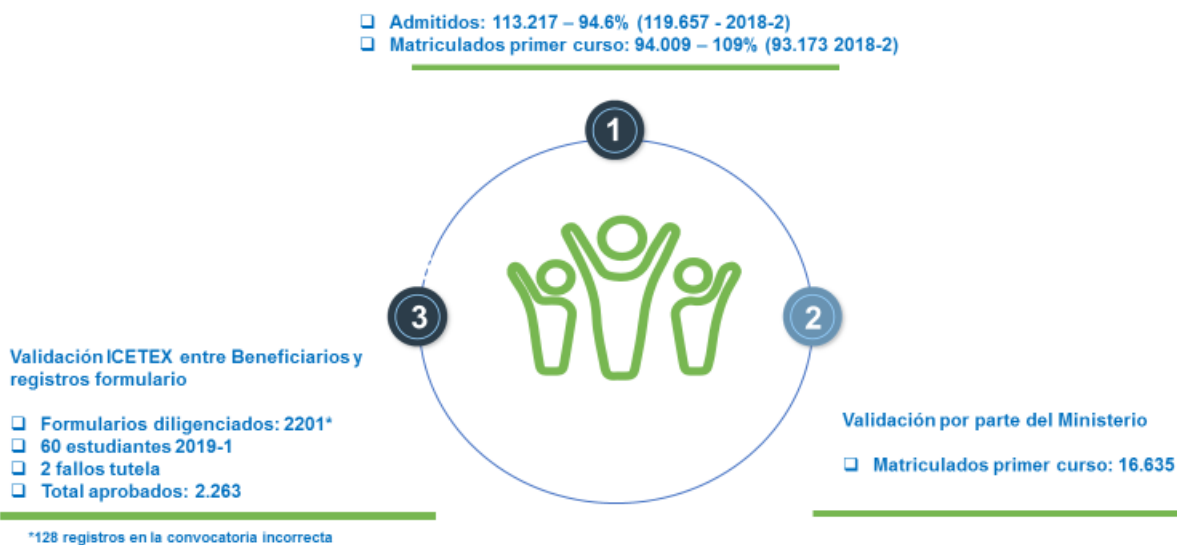 ❑ Admitidos: 113.217 – 94.6% (119.657 - 2018-2)
❑ Matriculados primer curso: 94.009 – 109% (93.173 2018-2)
1
2
3
Validación ICETEX entre Beneficiarios y
registros formulario
❑ Formularios diligenciados: 2201*
❑ 60 estudiantes 2019-1
❑ 2 fallos tutela
❑ Total aprobados: 2.263
*128 registros en la convocatoria incorrecta
Validación por parte del Ministerio
❑ Matriculados primer curso: 16.635